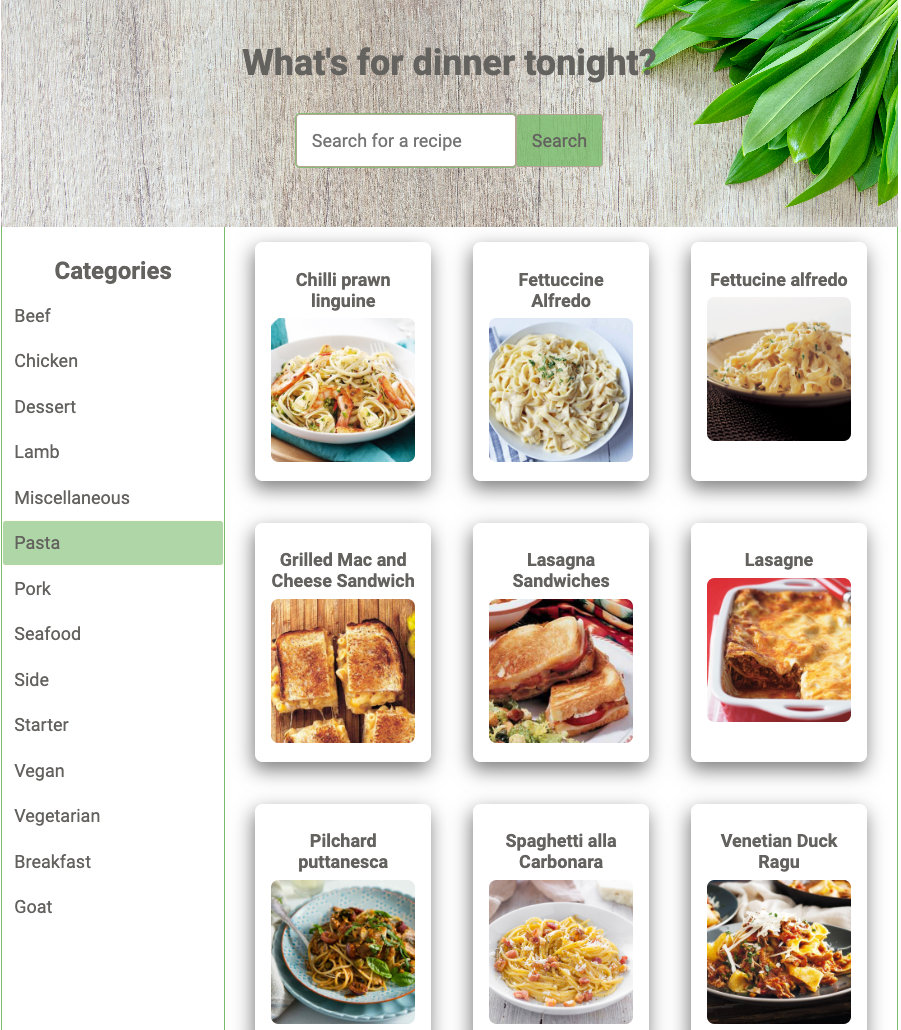 What's for dinner tonight?
Search for a recipe
Search
Categories
Beef
Chicken
Dessert
Lamb
Miscellaneous
Pasta
Pork
Seafood
Side
Starter
Vegan
Vegetarian
Breakfast
Goat
Chilli prawn
linguine
Fettuccine
Alfredo
Fettucine alfredo
Grilled Mac and
Cheese Sandwich
Lasagna
Sandwiches
Lasagne
Pilchard
puttanesca
Spaghetti alla
Carbonara
Venetian Duck
Ragu